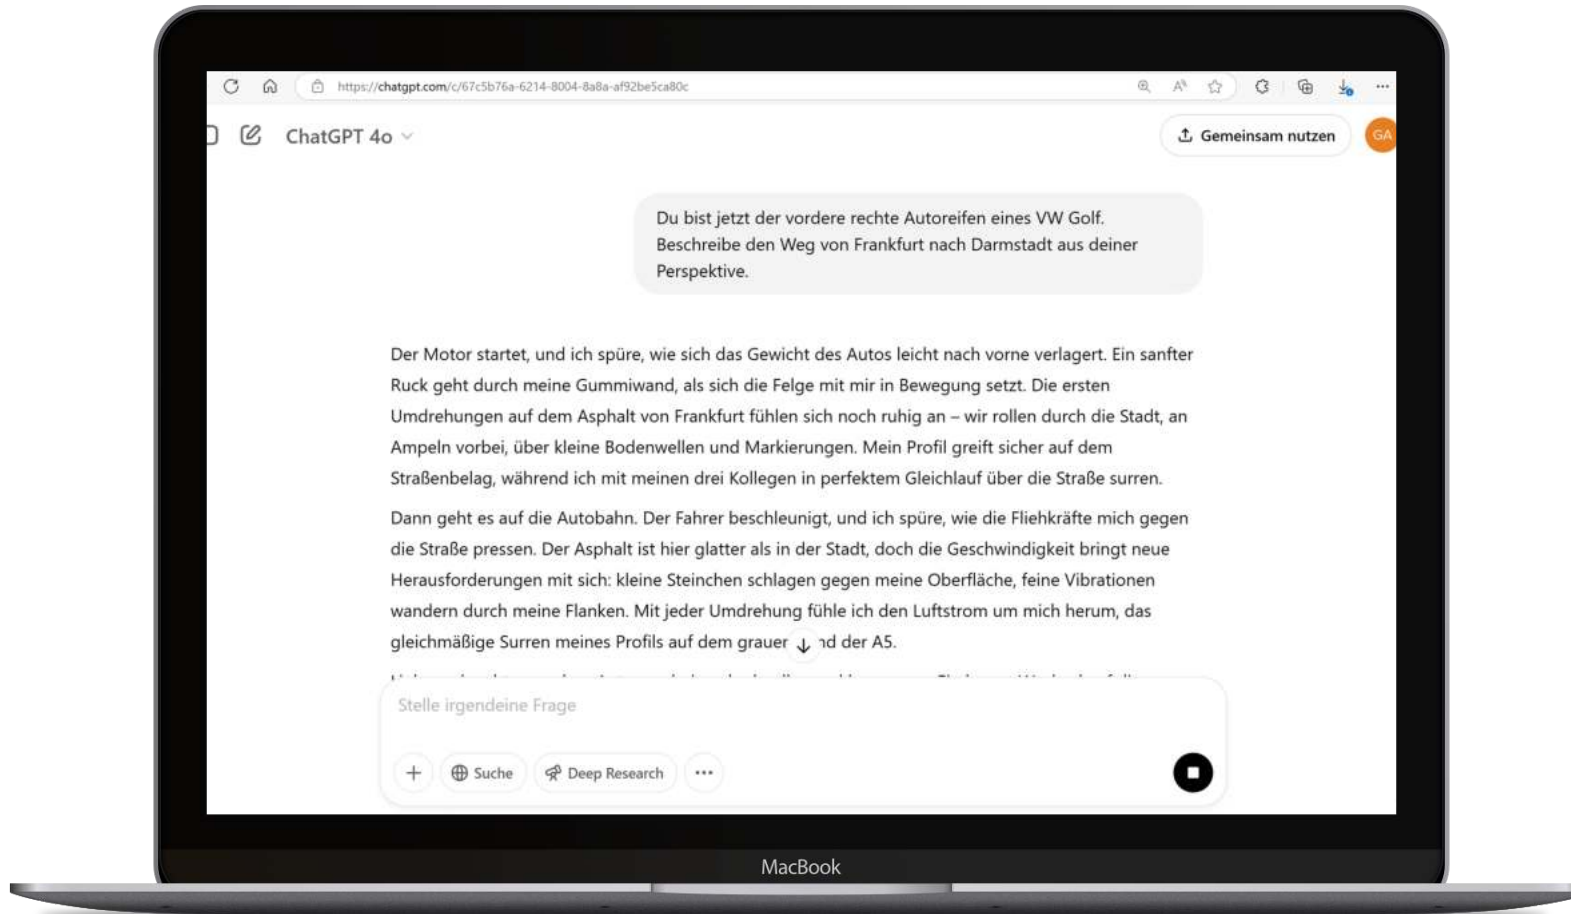 https://chatgpt.com/c/67c5b76a-6214-8004-8a8a-af92be5ca80c
ChatGPT 4o
Gemeinsam nutzen
GA
Du bist jetzt der vordere rechte Autoreifen eines VW Golf.
Beschreibe den Weg von Frankfurt nach Darmstadt aus deiner
Perspektive.
Der Motor startet, und ich spüre, wie sich das Gewicht des Autos leicht nach vorne verlagert. Ein sanfter
Ruck geht durch meine Gummiwand, als sich die Felge mit mir in Bewegung setzt. Die ersten
Umdrehungen auf dem Asphalt von Frankfurt fühlen sich noch ruhig an – wir rollen durch die Stadt, an
Ampeln vorbei, über kleine Bodenwellen und Markierungen. Mein Profil greift sicher auf dem
Straßenbelag, während ich mit meinen drei Kollegen in perfektem Gleichlauf über die Straße surren.
Dann geht es auf die Autobahn. Der Fahrer beschleunigt, und ich spüre, wie die Fliehkräfte mich gegen
die Straße pressen. Der Asphalt ist hier glatter als in der Stadt, doch die Geschwindigkeit bringt neue
Herausforderungen mit sich: kleine Steinchen schlagen gegen meine Oberfläche, feine Vibrationen
wandern durch meine Flanken. Mit jeder Umdrehung fühle ich den Luftstrom um mich herum, das
gleichmäßige Surren meines Profils auf dem der A5.
Stelle irgendeine Frage
Suche
Deep Research
MacBook